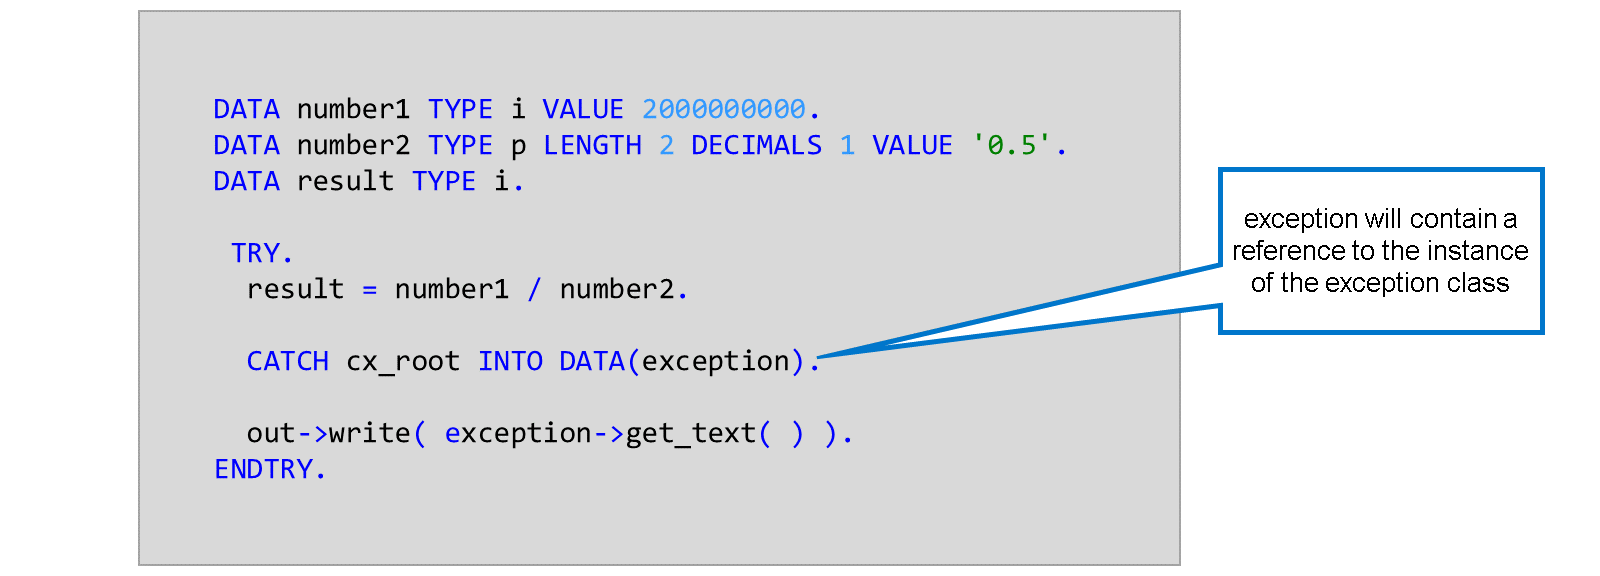 DATA number1 TYPE i VALUE 2000000000.
DATA number2 TYPE p LENGTH 2 DECIMALS 1 VALUE '0.5'.
DATA result TYPE i.
TRY.
result = number1 / number2.
CATCH cx_root INTO DATA(exception).
out->write( exception->get_text( ) ).
ENDTRY.
exception will contain a
reference to the instance
of the exception class